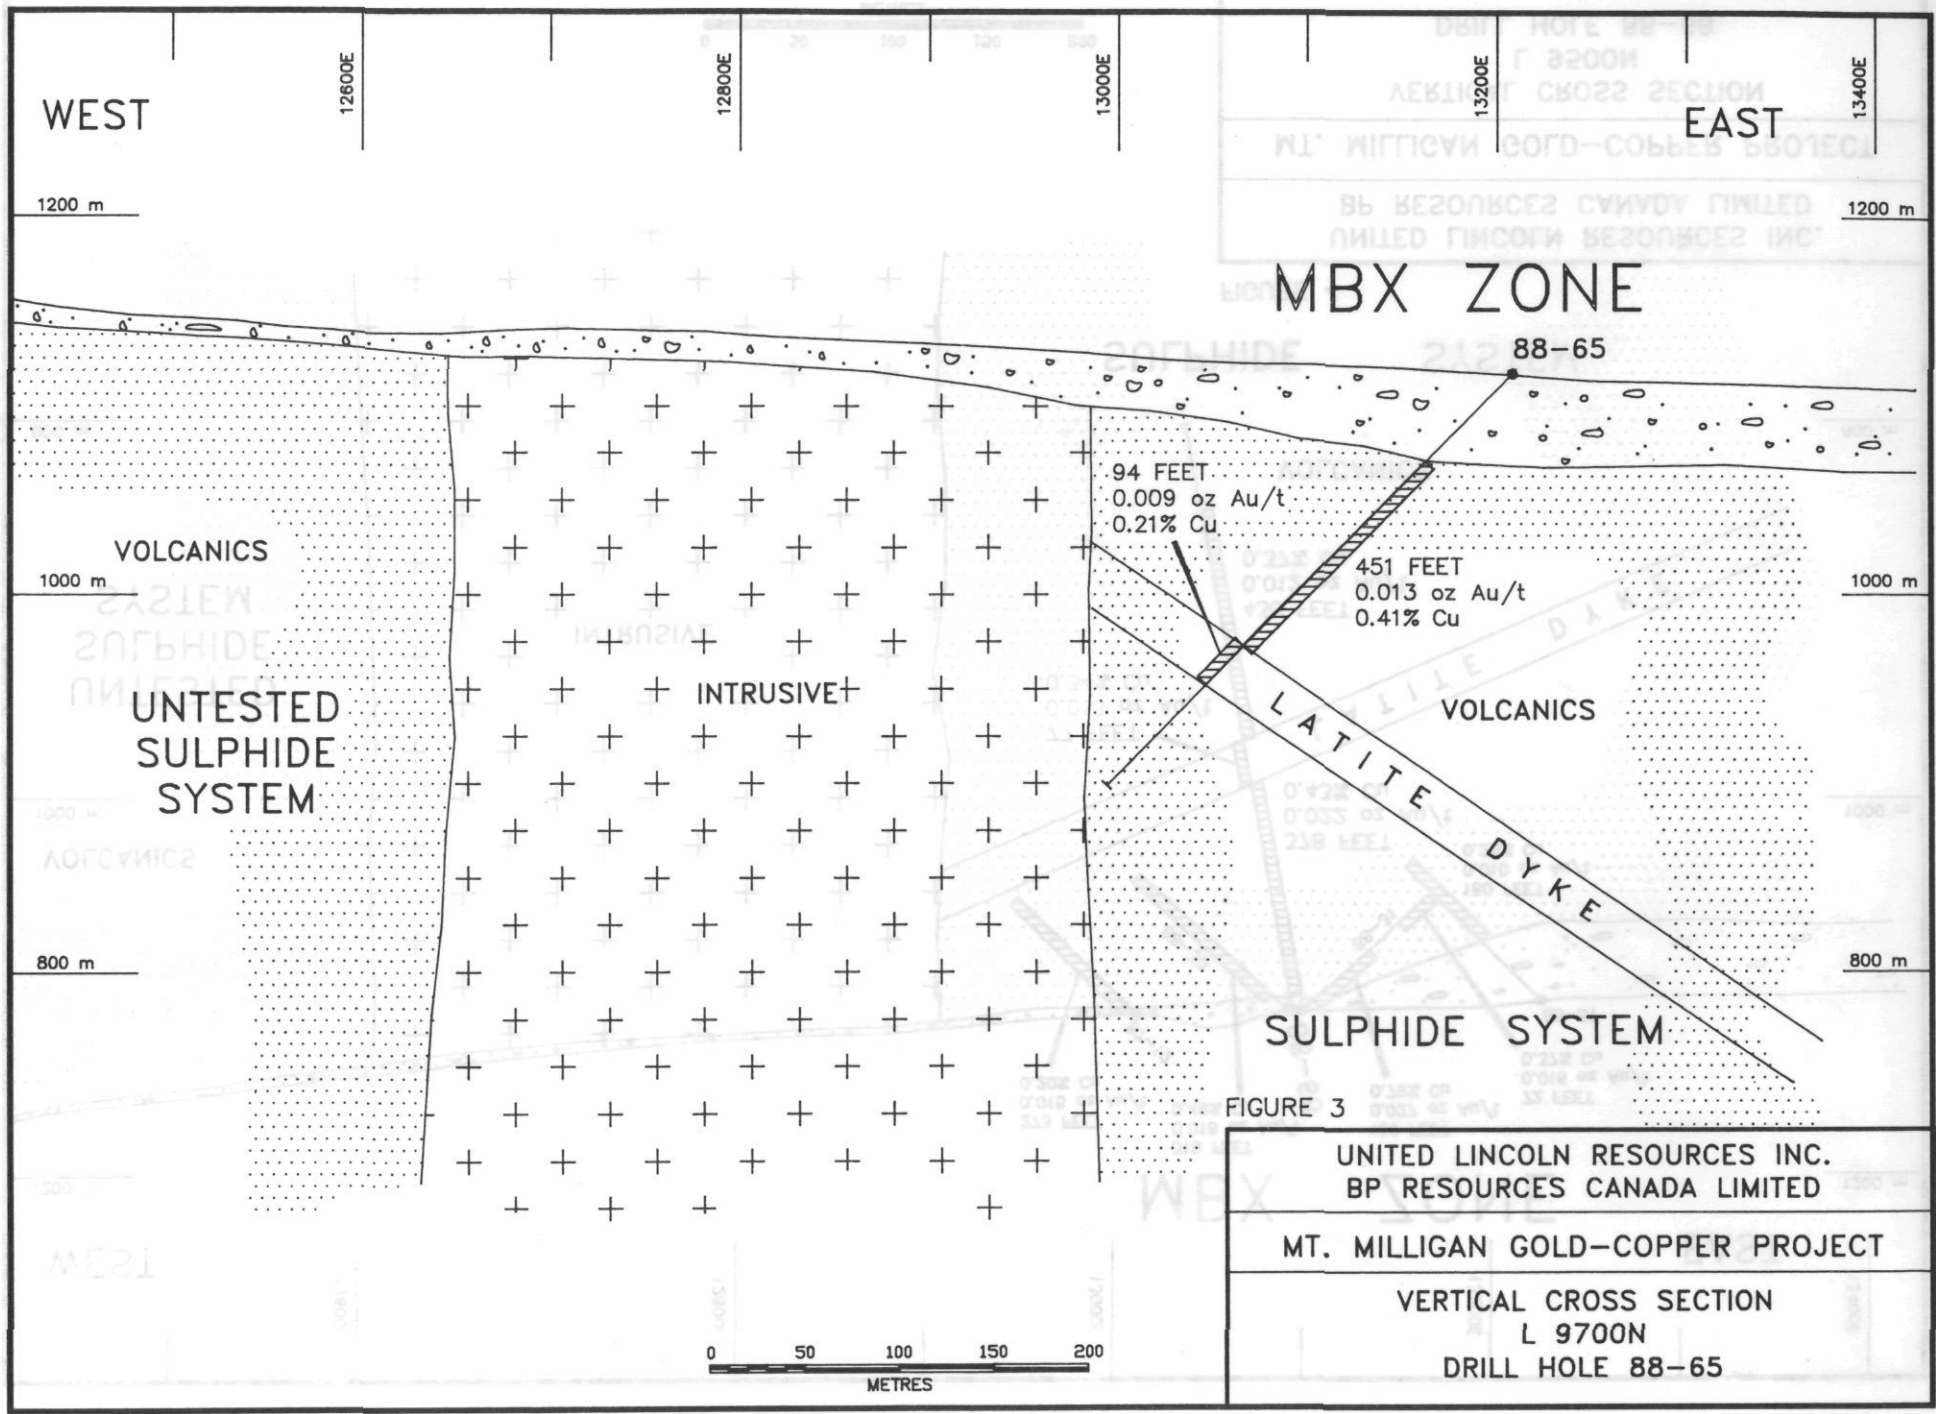 12600E
12800E
13000E
13200E
13400E
WEST
EAST
1200 m
1200 m
MBX ZONE
88-65
94 FEET
0.009 oz Au/t
0.21% Cu
451 FEET
0.013 oz Au/t
0.41% Cu
VOLCANICS
1000 m
1000 m
UNTESTED
SULPHIDE
SYSTEM
INTRUSIVE
VOLCANICS
LATITE DYKE
800 m
800 m
SULPHIDE SYSTEM
FIGURE 3
UNITED LINCOLN RESOURCES INC.
BP RESOURCES CANADA LIMITED
MT. MILLIGAN GOLD-COPPER PROJECT
VERTICAL CROSS SECTION
L 9700N
DRILL HOLE 88-65
0 50 100 150 200
METRES